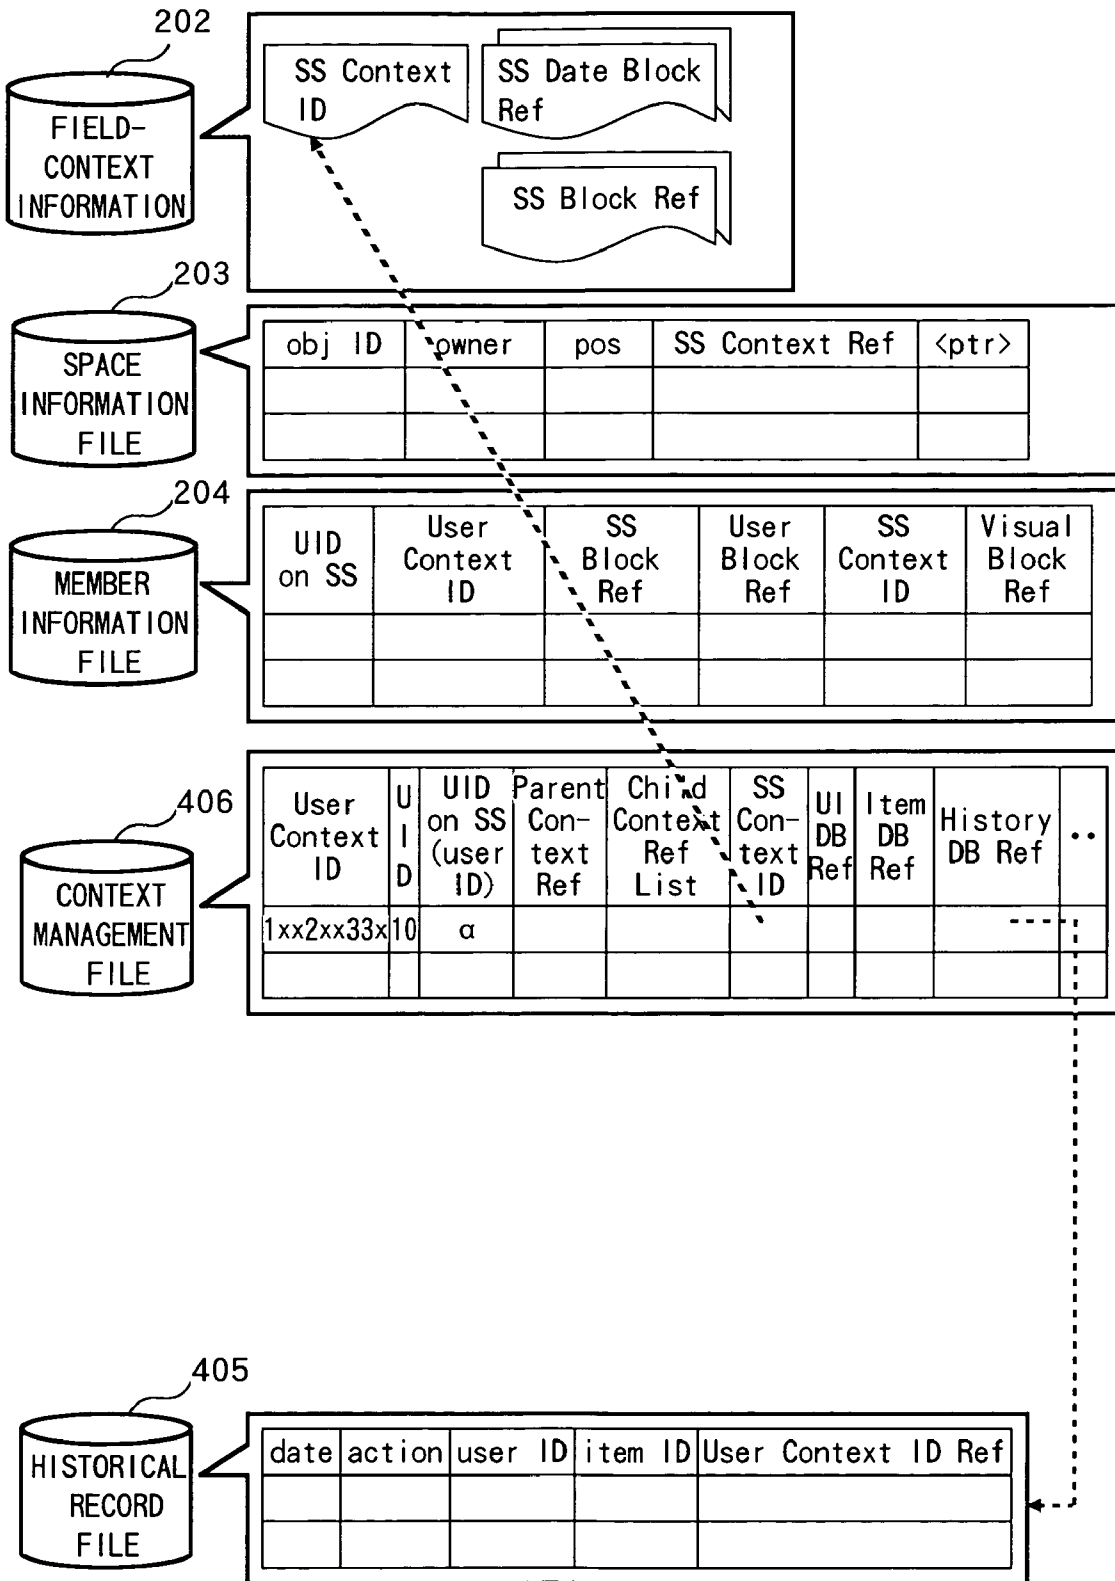 202
FIELD-
CONTEXT
INFORMATION
SS Context
ID
SS Date Block
Ref
SS Block Ref
203
SPACE
INFORMATION
FILE
obj ID owner pos SS Context Ref <ptr>
204
MEMBER
INFORMATION
FILE
UID
on SS
User
Context
ID
SS
Block
Ref
User
Block
Ref
SS
Context
ID
Visual
Block
Ref
406
CONTEXT
MANAGEMENT
FILE
User
Context
ID
U
I
D
UID
on SS
(user
ID)
Parent
Con-
text
Ref
Child
Context
Ref
List
SS
Con-
text
ID
UI
DB
Ref
Item
DB
Ref
History
DB Ref
··
1xx2xx33x 10 α
405
HISTORICAL
RECORD
FILE
date action user ID item ID User Context ID Ref